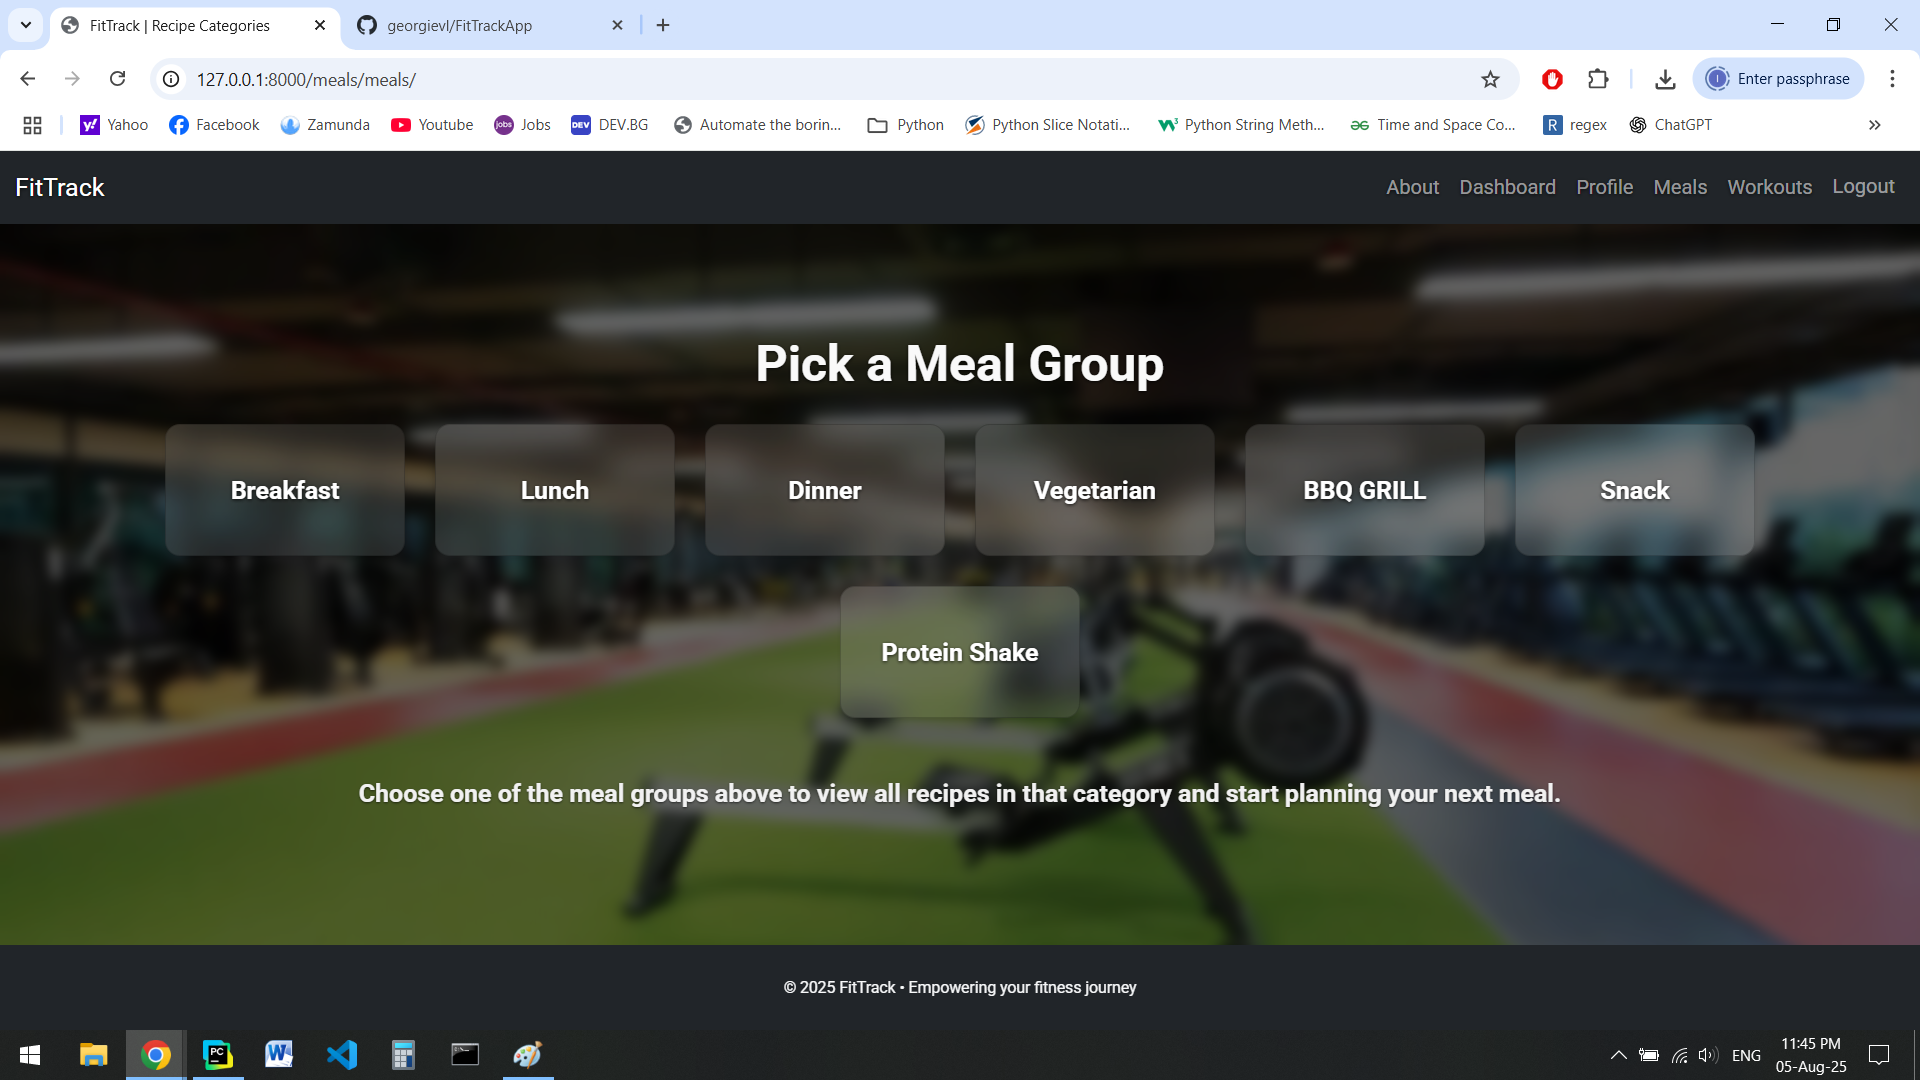 FitTrack | Recipe Categories
georgievl/FitTrackApp
127.0.0.1:8000/meals/meals/
Enter passphrase
Yahoo
Facebook
Zamunda
Youtube
jobs
Jobs
DEV
DEV.BG
Automate the borin...
Python
Python Slice Notati...
Python String Meth...
Time and Space Co...
R
regex
ChatGPT
FitTrack
About
Dashboard
Profile
Meals
Workouts
Logout
Pick a Meal Group
Breakfast
Lunch
Dinner
Vegetarian
BBQ GRILL
Snack
Protein Shake
Choose one of the meal groups above to view all recipes in that category and start planning your next meal.
© 2025 FitTrack • Empowering your fitness journey
PC
W
ENG
11:45 PM
05-Aug-25